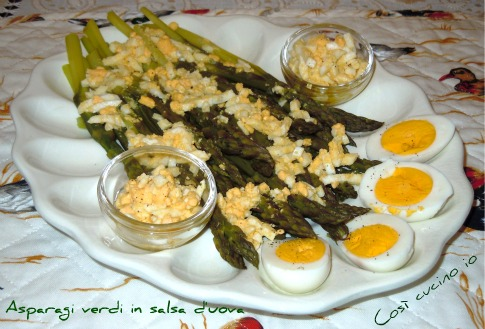 Asparagi verdi in salsa d'uova
Così cucino io